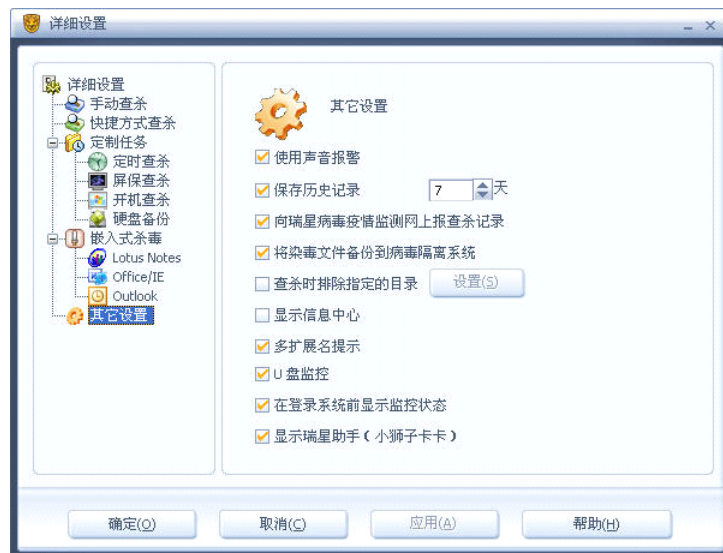 详细设置
详细设置
手动查杀
快捷方式查杀
定制任务
定时查杀
屏保查杀
开机查杀
硬盘备份
嵌入式杀毒
Lotus Notes
Office/IE
Outlook
其它设置
其它设置
使用声音报警
保存历史记录 7 天
向瑞星病毒疫情监测网上报查杀记录
将染毒文件备份到病毒隔离系统
查杀时排除指定的目录 设置(S)
显示信息中心
多扩展名提示
U 盘监控
在登录系统前显示监控状态
显示瑞星助手(小狮子卡卡)
确定(O) 取消(C) 应用(A) 帮助(H)